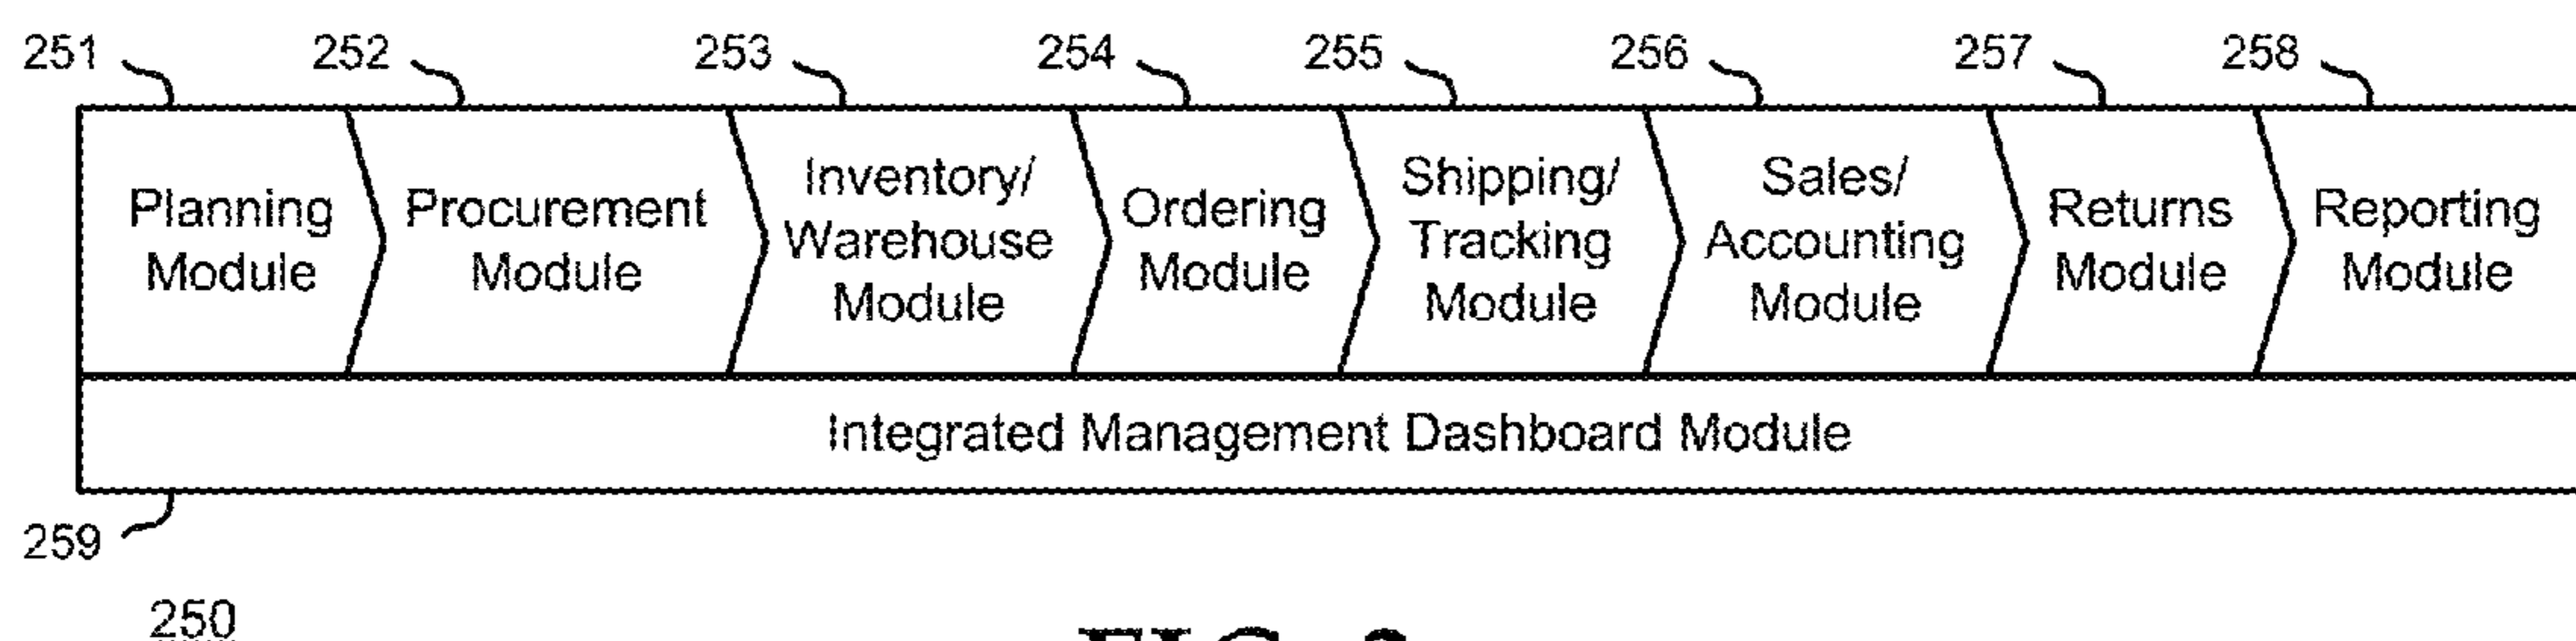 251 252 253 254 255 256 257 258
Planning
Module
Procurement
Module
Inventory/
Warehouse
Module
Ordering
Module
Shipping/
Tracking
Module
Sales/
Accounting
Module
Returns
Module
Reporting
Module
Integrated Management Dashboard Module
259
250